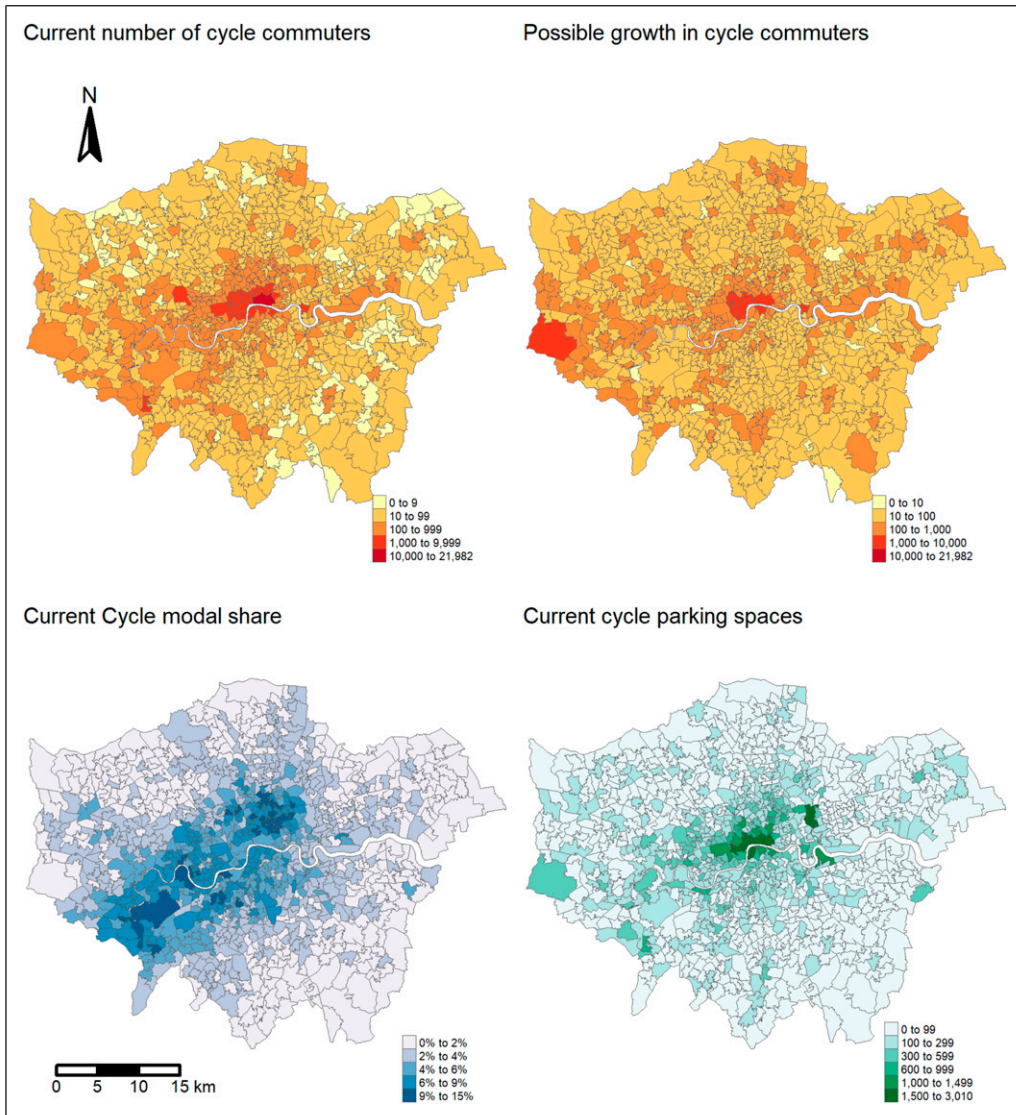 Current number of cycle commuters
Possible growth in cycle commuters
N
0 to 9
10 to 99
100 to 999
1,000 to 9,999
10,000 to 21,982
0 to 10
10 to 100
100 to 1,000
1,000 to 10,000
10,000 to 21,982
Current Cycle modal share
Current cycle parking spaces
0% to 2%
2% to 4%
4% to 6%
6% to 9%
9% to 15%
0 5 10 15 km
0 to 99
100 to 299
300 to 599
600 to 999
1,000 to 1,499
1,500 to 3,010